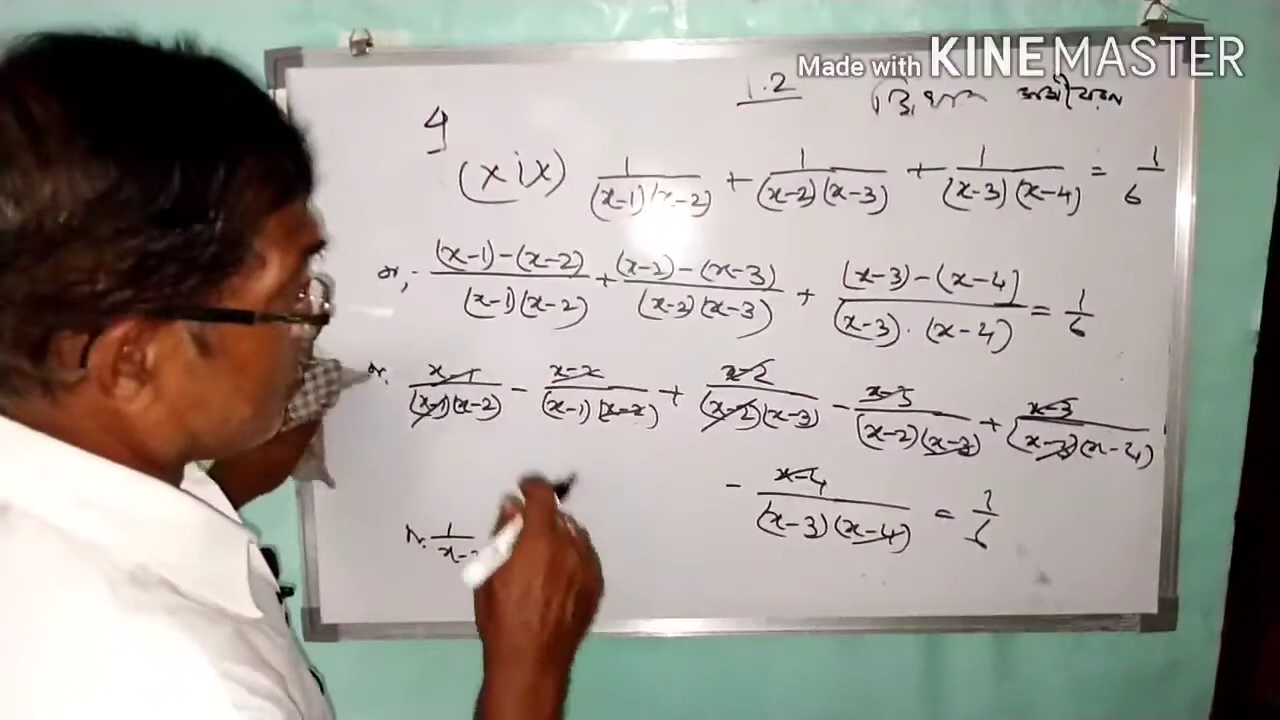 Made with KINEMASTER
1.2 দ্বিঘাত সমীকরণ
4
(xix) 1/(x-1)(x-2) + 1/(x-2)(x-3) + 1/(x-3)(x-4) = 1/6
or, (x-1)-(x-2)/(x-1)(x-2) + (x-2)-(x-3)/(x-2)(x-3) + (x-3)-(x-4)/(x-3).(x-4) = 1/6
or, x-1/(x-1)(x-2) - x-2/(x-1)(x-2) + x-2/(x-2)(x-3) - x-3/(x-2)(x-3) + x-3/(x-3)(x-4)
- x-4/(x-3)(x-4) = 1/6
or, 1/x-2